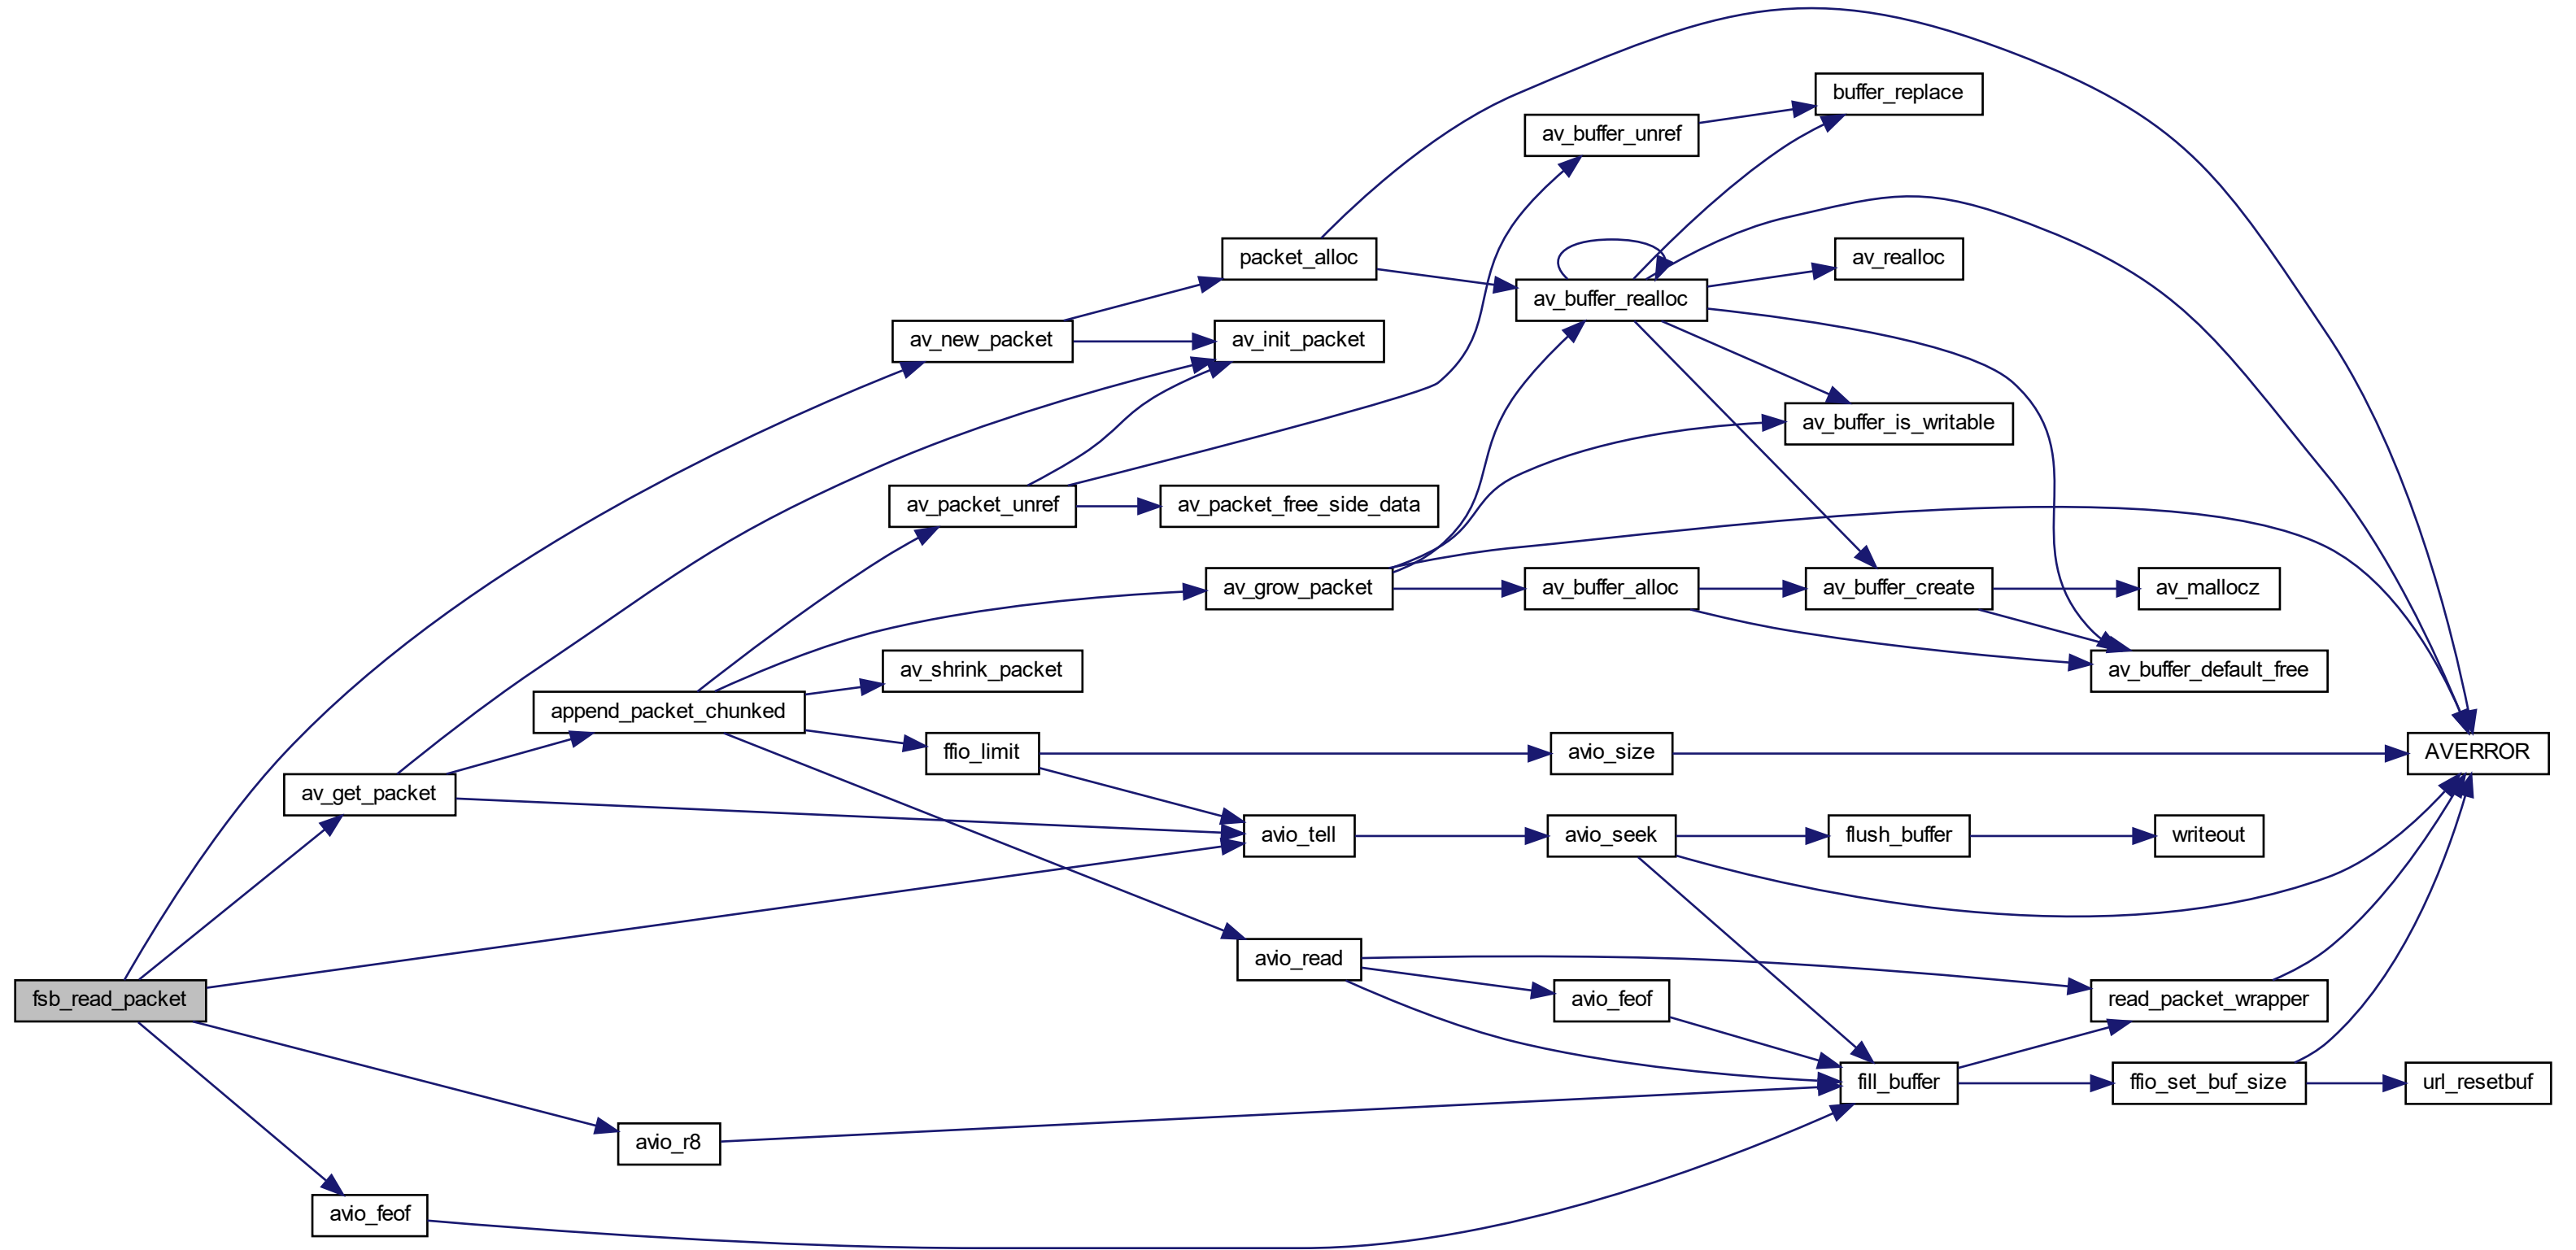 buffer_replace
av_buffer_unref
packet_alloc
av_realloc
av_buffer_realloc
av_new_packet
av_init_packet
av_buffer_is_writable
av_packet_unref
av_packet_free_side_data
av_grow_packet
av_buffer_alloc
av_buffer_create
av_mallocz
av_shrink_packet
av_buffer_default_free
append_packet_chunked
ffio_limit
avio_size
AVERROR
av_get_packet
avio_tell
avio_seek
flush_buffer
writeout
avio_read
fsb_read_packet
avio_feof
read_packet_wrapper
fill_buffer
ffio_set_buf_size
url_resetbuf
avio_r8
avio_feof